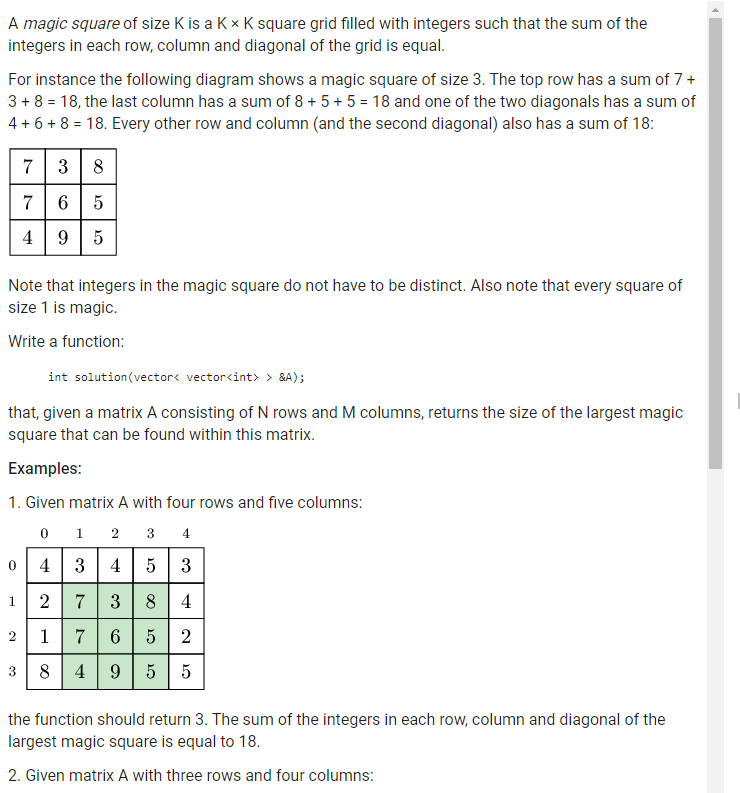 A magic square of size K is a K × K square grid filled with integers such that the sum of the
integers in each row, column and diagonal of the grid is equal.
For instance the following diagram shows a magic square of size 3. The top row has a sum of 7 +
3 + 8 = 18, the last column has a sum of 8 + 5 + 5 = 18 and one of the two diagonals has a sum of
4 + 6 + 8 = 18. Every other row and column (and the second diagonal) also has a sum of 18:
7 3 8
7 6 5
4 9 5
Note that integers in the magic square do not have to be distinct. Also note that every square of
size 1 is magic.
Write a function:
int solution(vector< vector<int> > &A);
that, given a matrix A consisting of N rows and M columns, returns the size of the largest magic
square that can be found within this matrix.
Examples:
1. Given matrix A with four rows and five columns:
0 1 2 3 4
0 4 3 4 5 3
1 2 7 3 8 4
2 1 7 6 5 2
3 8 4 9 5 5
the function should return 3. The sum of the integers in each row, column and diagonal of the
largest magic square is equal to 18.
2. Given matrix A with three rows and four columns: